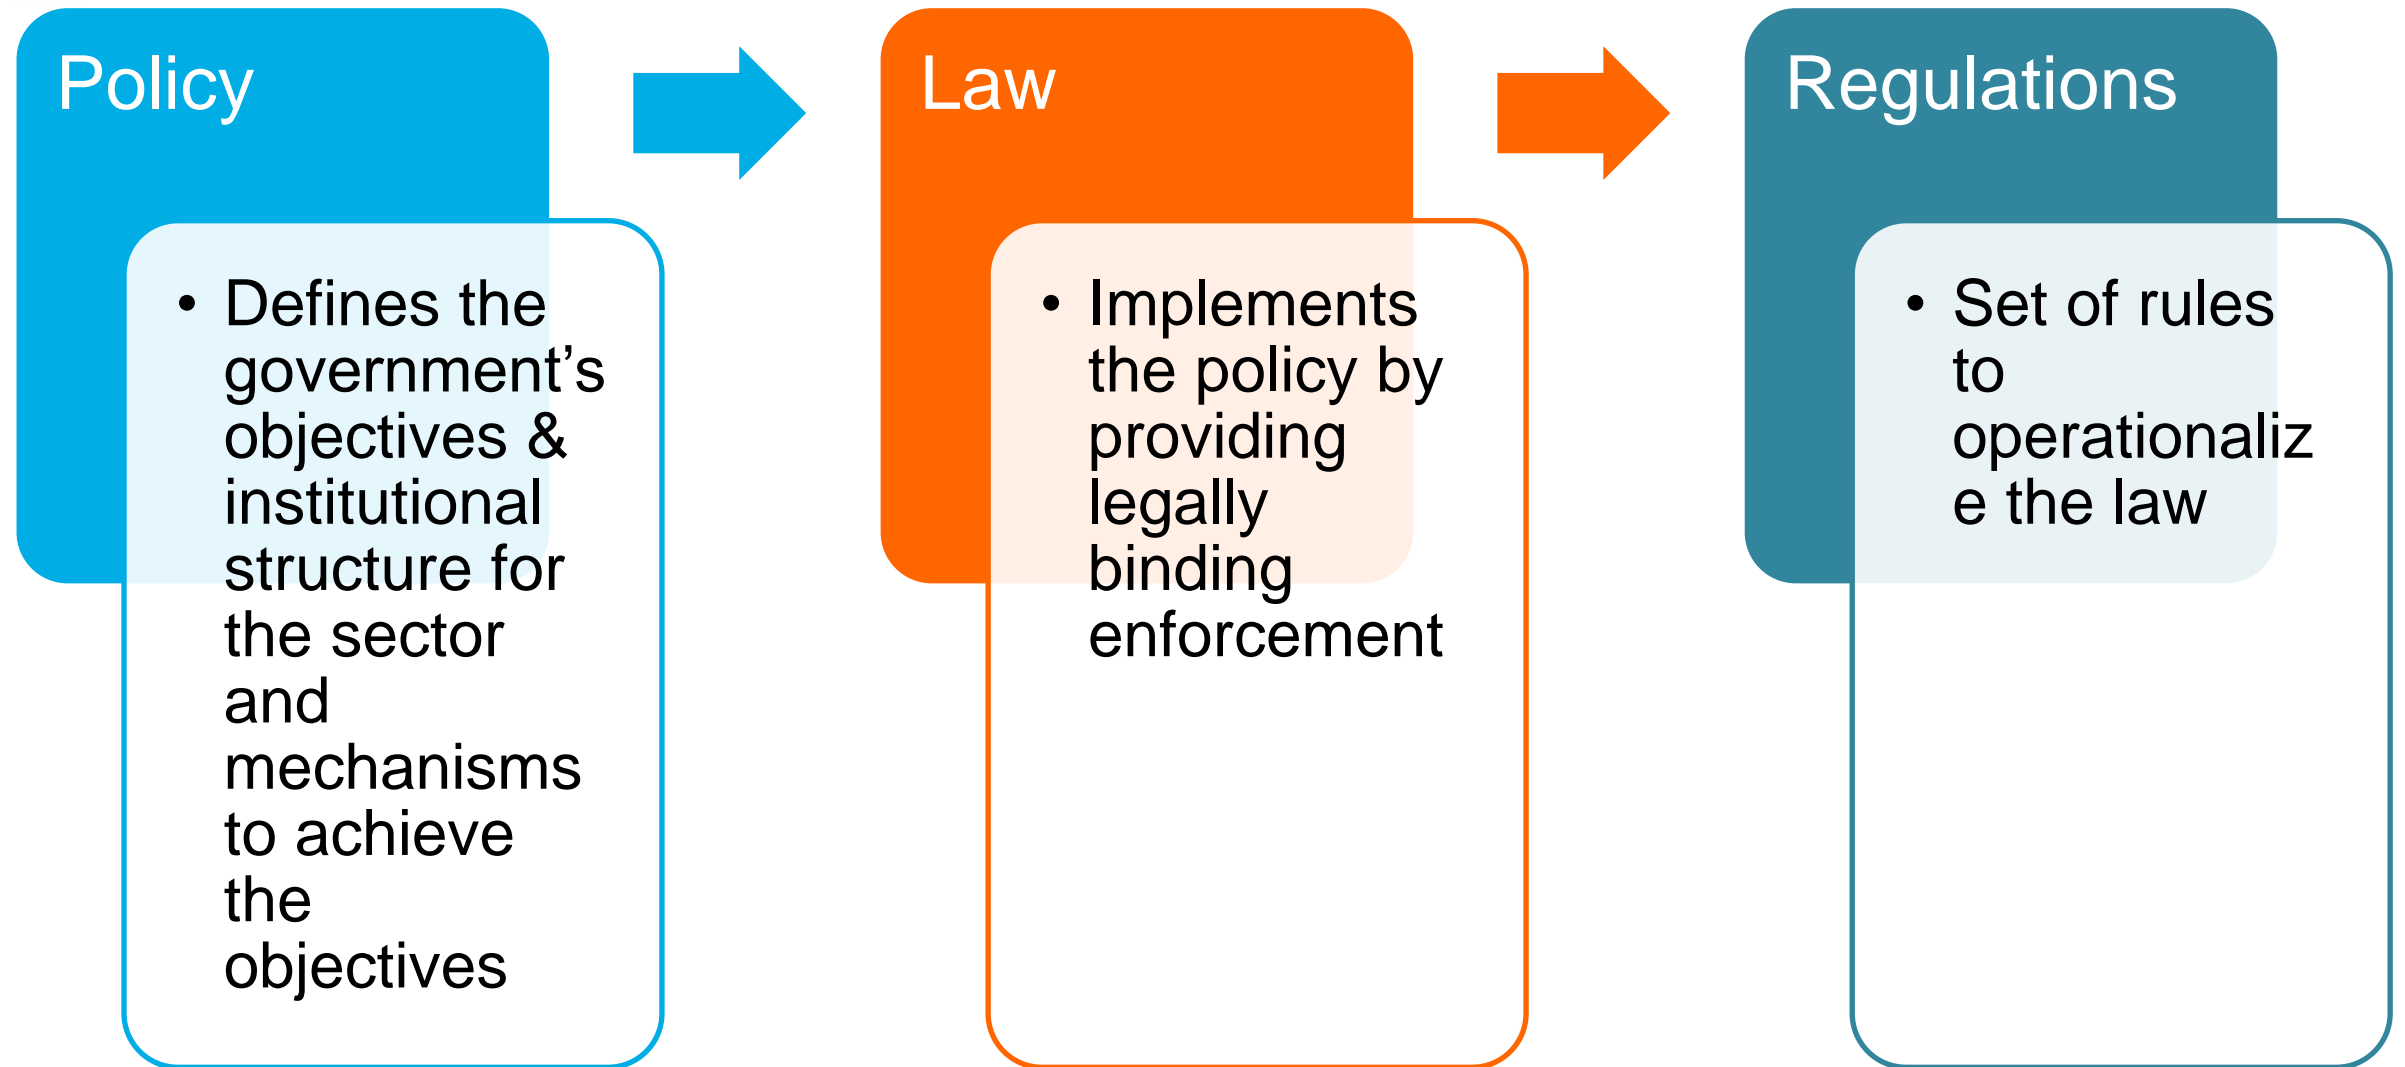 Policy
• Defines the
government’s
objectives &
institutional
structure for
the sector
and
mechanisms
to achieve
the
objectives
Law
• Implements
the policy by
providing
legally
binding
enforcement
Regulations
• Set of rules
to
operationaliz
e the law